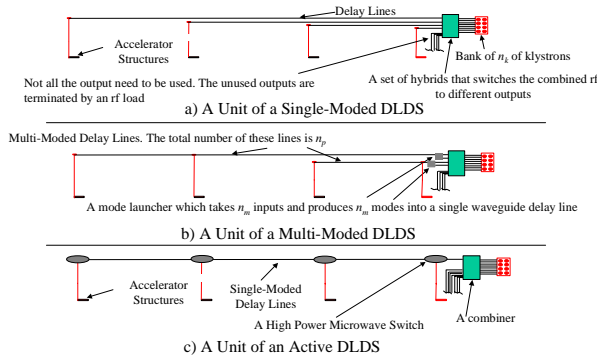 Delay Lines
Accelerator
Structures
Bank of n_k of klystrons
Not all the output need to be used. The unused outputs are
terminated by an rf load
A set of hybrids that switches the combined rf
to different outputs
a) A Unit of a Single-Moded DLDS
Multi-Moded Delay Lines. The total number of these lines is n_p
A mode launcher which takes n_m inputs and produces n_m modes into a single waveguide delay line
b) A Unit of a Multi-Moded DLDS
Accelerator
Structures
Single-Moded
Delay Lines
A High Power Microwave Switch
A combiner
c) A Unit of an Active DLDS